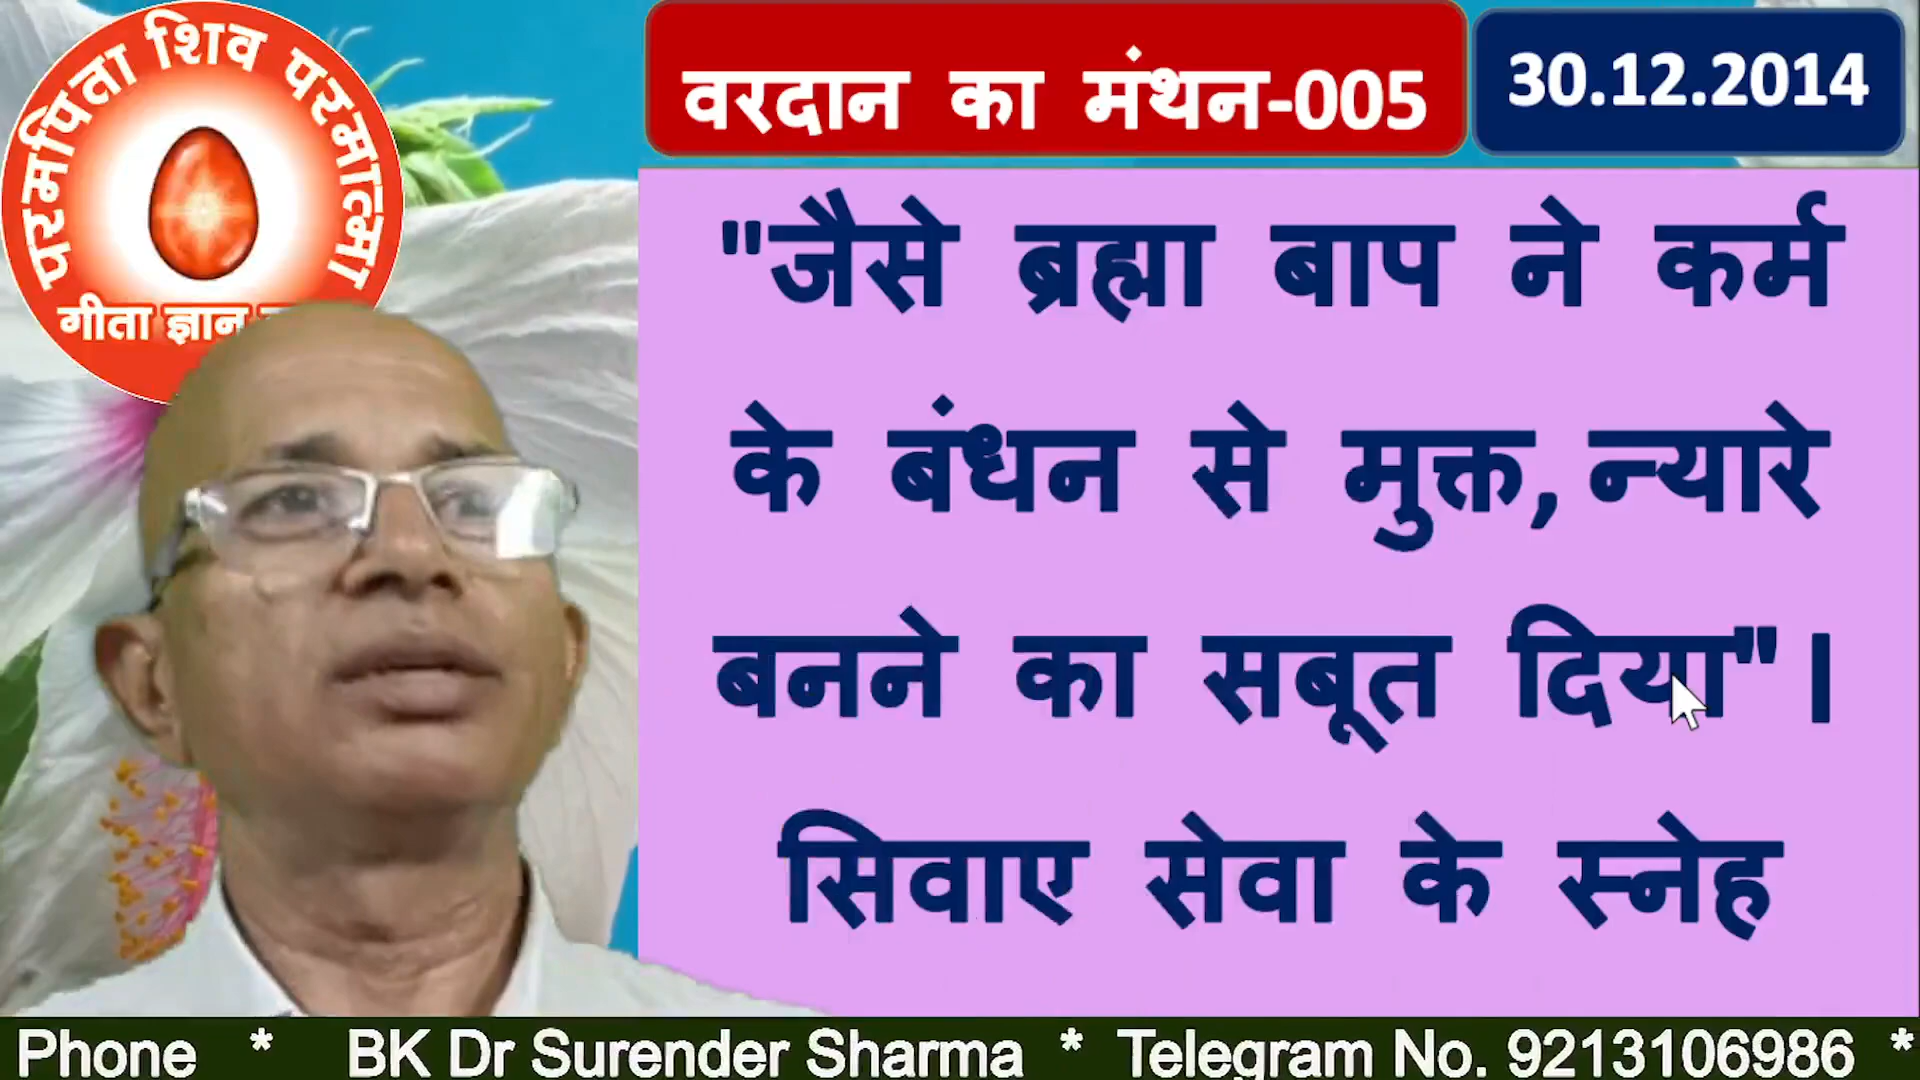 परमपिता शिव परमात्मा
गीता ज्ञान
वरदान का मंथन-005
30.12.2014
"जैसे ब्रह्मा बाप ने कर्म
के बंधन से मुक्त, न्यारे
बनने का सबूत दिया"।
सिवाए सेवा के स्नेह
Phone * BK Dr Surender Sharma * Telegram No. 9213106986 *